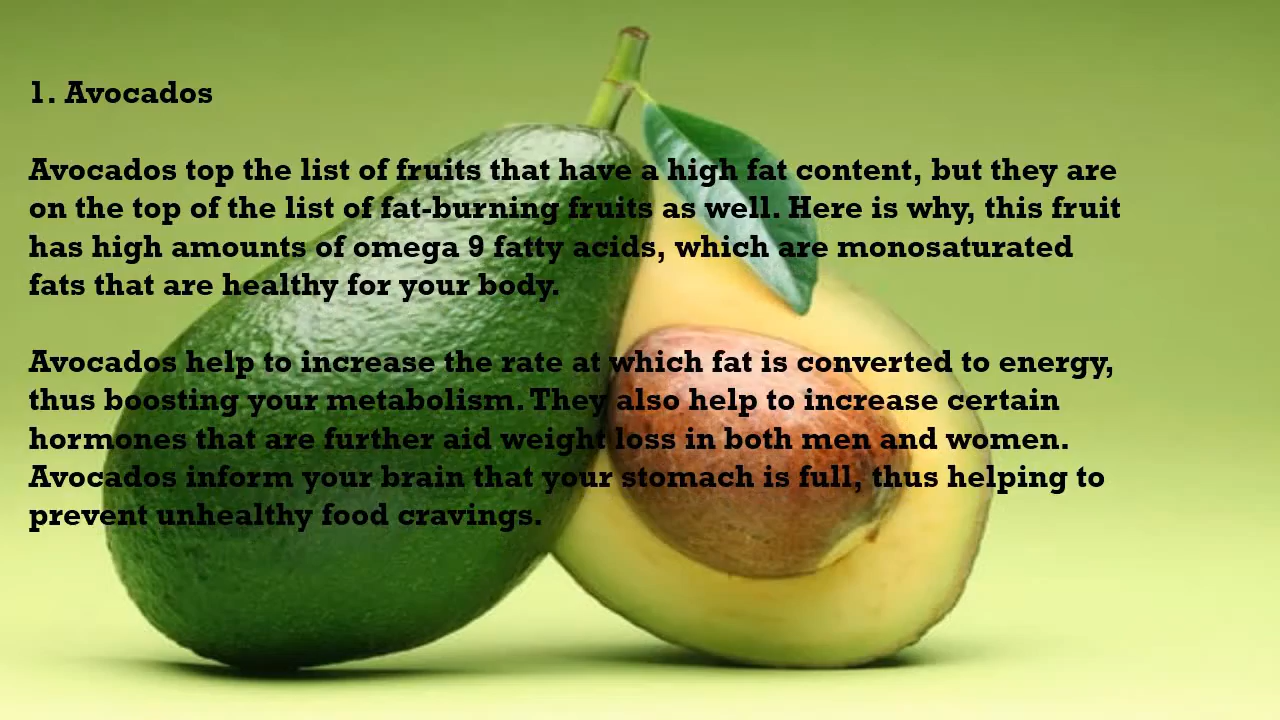 1. Avocados
Avocados top the list of fruits that have a high fat content, but they are
on the top of the list of fat-burning fruits as well. Here is why, this fruit
has high amounts of omega 9 fatty acids, which are monosaturated
fats that are healthy for your body.
Avocados help to increase the rate at which fat is converted to energy,
thus boosting your metabolism. They also help to increase certain
hormones that are further aid weight loss in both men and women.
Avocados inform your brain that your stomach is full, thus helping to
prevent unhealthy food cravings.